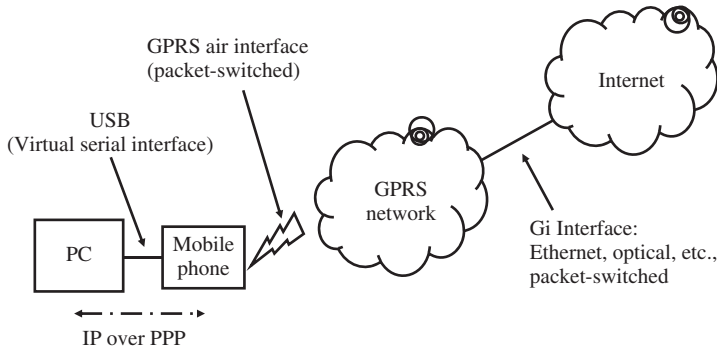 GPRS air interface
(packet-switched)
Internet
USB
(Virtual serial interface)
GPRS
network
Gi Interface:
Ethernet, optical, etc.,
packet-switched
PC
Mobile
phone
IP over PPP